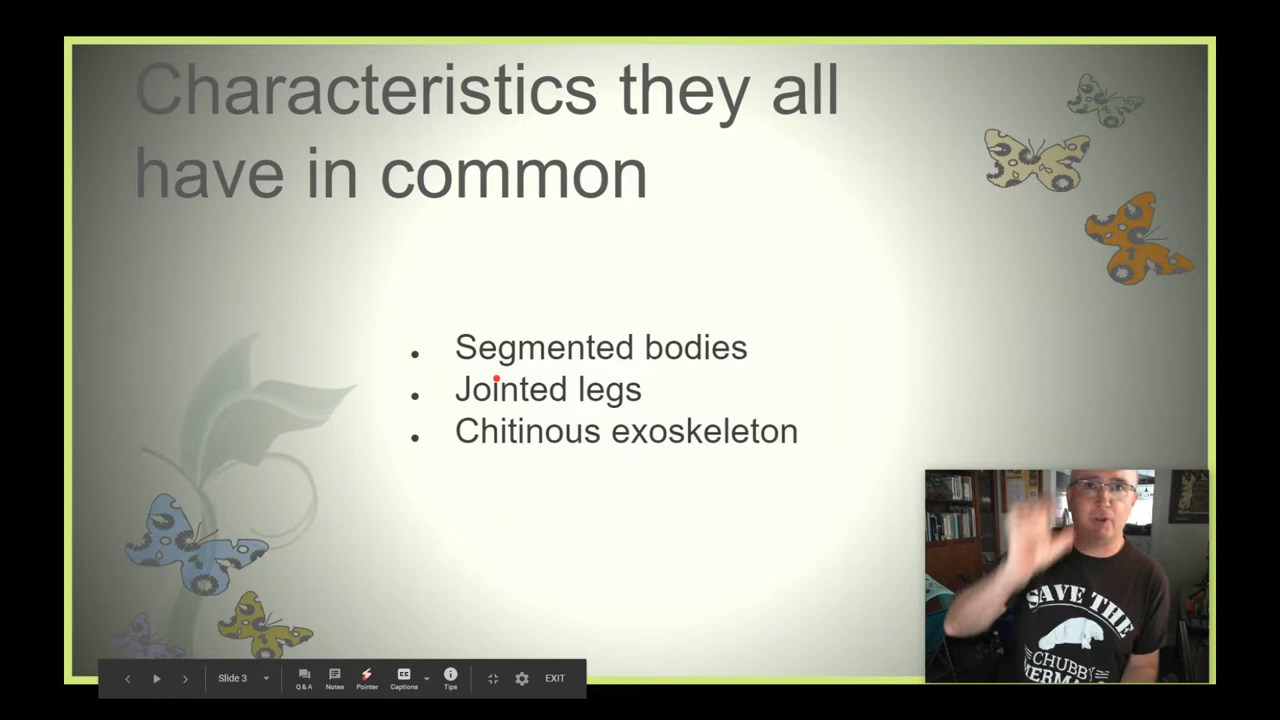 Characteristics they all
have in common
• Segmented bodies
• Jointed legs
• Chitinous exoskeleton
SAVE THE
CHUBBY
Slide 3
Q & A
Notes
Pointer
CC
Captions
Tips
EXIT